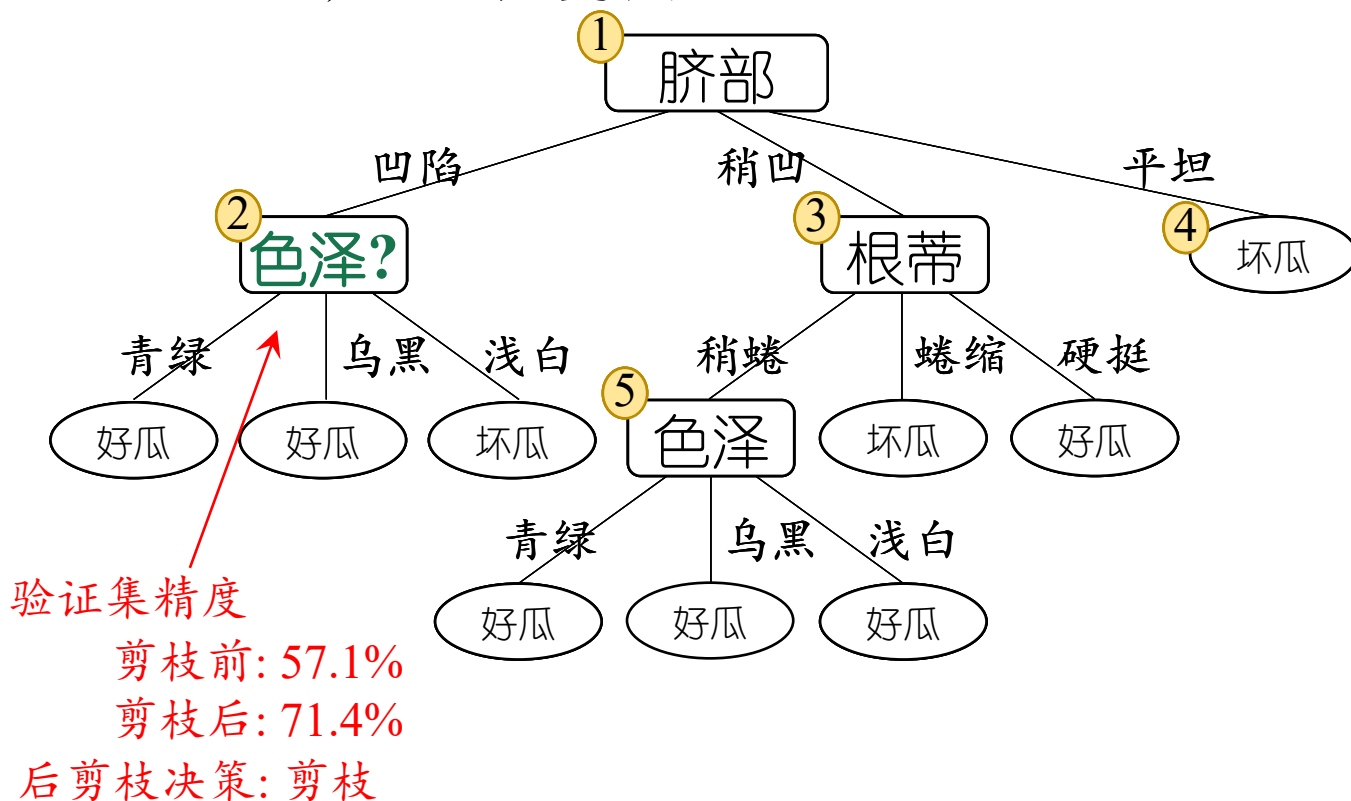 1
脐部
凹陷
稍凹
平坦
2
色泽?
3
根蒂
4
坏瓜
青绿
乌黑
浅白
稍蜷
蜷缩
硬挺
好瓜
好瓜
坏瓜
5
色泽
坏瓜
好瓜
青绿
乌黑
浅白
好瓜
好瓜
好瓜
验证集精度
剪枝前: 57.1%
剪枝后: 71.4%
后剪枝决策: 剪枝